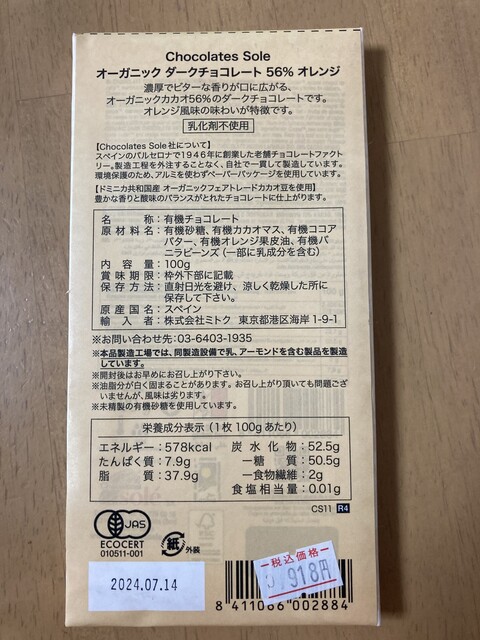 Chocolates Sole
オーガニック ダークチョコレート 56% オレンジ
濃厚でビターな香りが口に広がる、
オーガニックカカオ56%のダークチョコレートです。
オレンジ風味の味わいが特徴です。
乳化剤不使用
【Chocolates Sole社について】
スペインのバルセロナで1946年に創業した老舗チョコレートファクト
リー。製造工程を外注することなく、自社で一貫して製造しています。
環境保護のため、アルミを使わずペーパーパッケージを使用しています。
【ドミニカ共和国産 オーガニックフェアトレードカカオ豆を使用】
豊かな香りと酸味のバランスがとれたチョコレートに仕上がります。
名称:有機チョコレート
原材料名:有機砂糖、有機カカオマス、有機ココア
バター、有機オレンジ果皮油、有機バ
ニラビーンズ(一部に乳成分を含む)
内容量:100g
賞味期限:枠外下部に記載
保存方法:直射日光を避け、涼しく乾燥した所に
保存して下さい。
原産国名:スペイン
輸入者:株式会社ミトク 東京都港区海岸1-9-1
※お問い合わせ先:03-6403-1935
※本品製造工場では、同製造設備で乳、アーモンドを含む製品を製造
しています。
※開封後はお早めにお召し上がり下さい。
※油脂分が白く固まることがあります。お召し上がり頂いても問題ござ
いませんが、風味は劣ります。
※未精製の有機砂糖を使用しています。
栄養成分表示(1枚 100gあたり)
エネルギー:578kcal 炭水化物:52.5g
たんぱく質:7.9g ー糖質:50.5g
脂質:37.9g ー食物繊維:2g
食塩相当量:0.01g
CS11 R4
JAS
ECOCERT
010511-001
紙 外装
2024.07.14
ー税込価格ー
918円
8 411066 002884